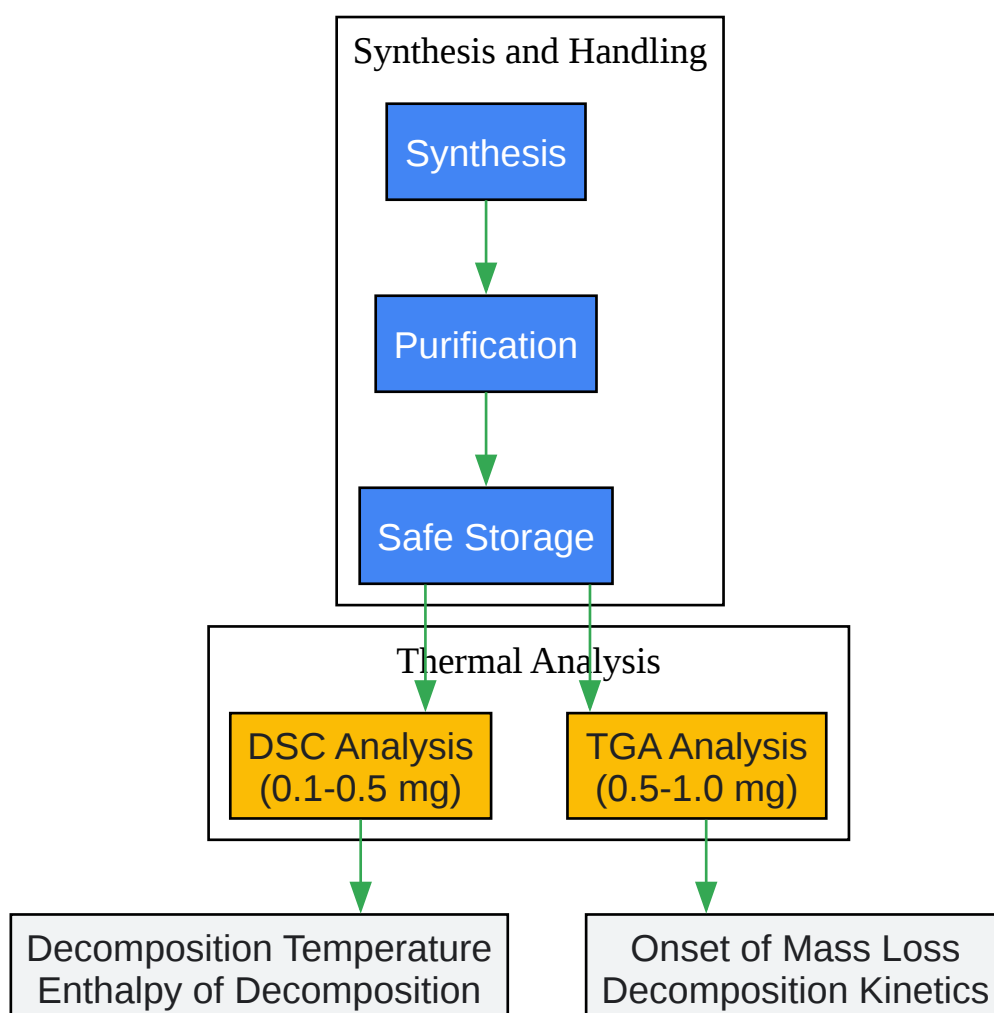 Synthesis and Handling
Synthesis
Purification
Safe Storage
Thermal Analysis
DSC Analysis
(0.1-0.5 mg)
TGA Analysis
(0.5-1.0 mg)
Decomposition Temperature
Enthalpy of Decomposition
Onset of Mass Loss
Decomposition Kinetics